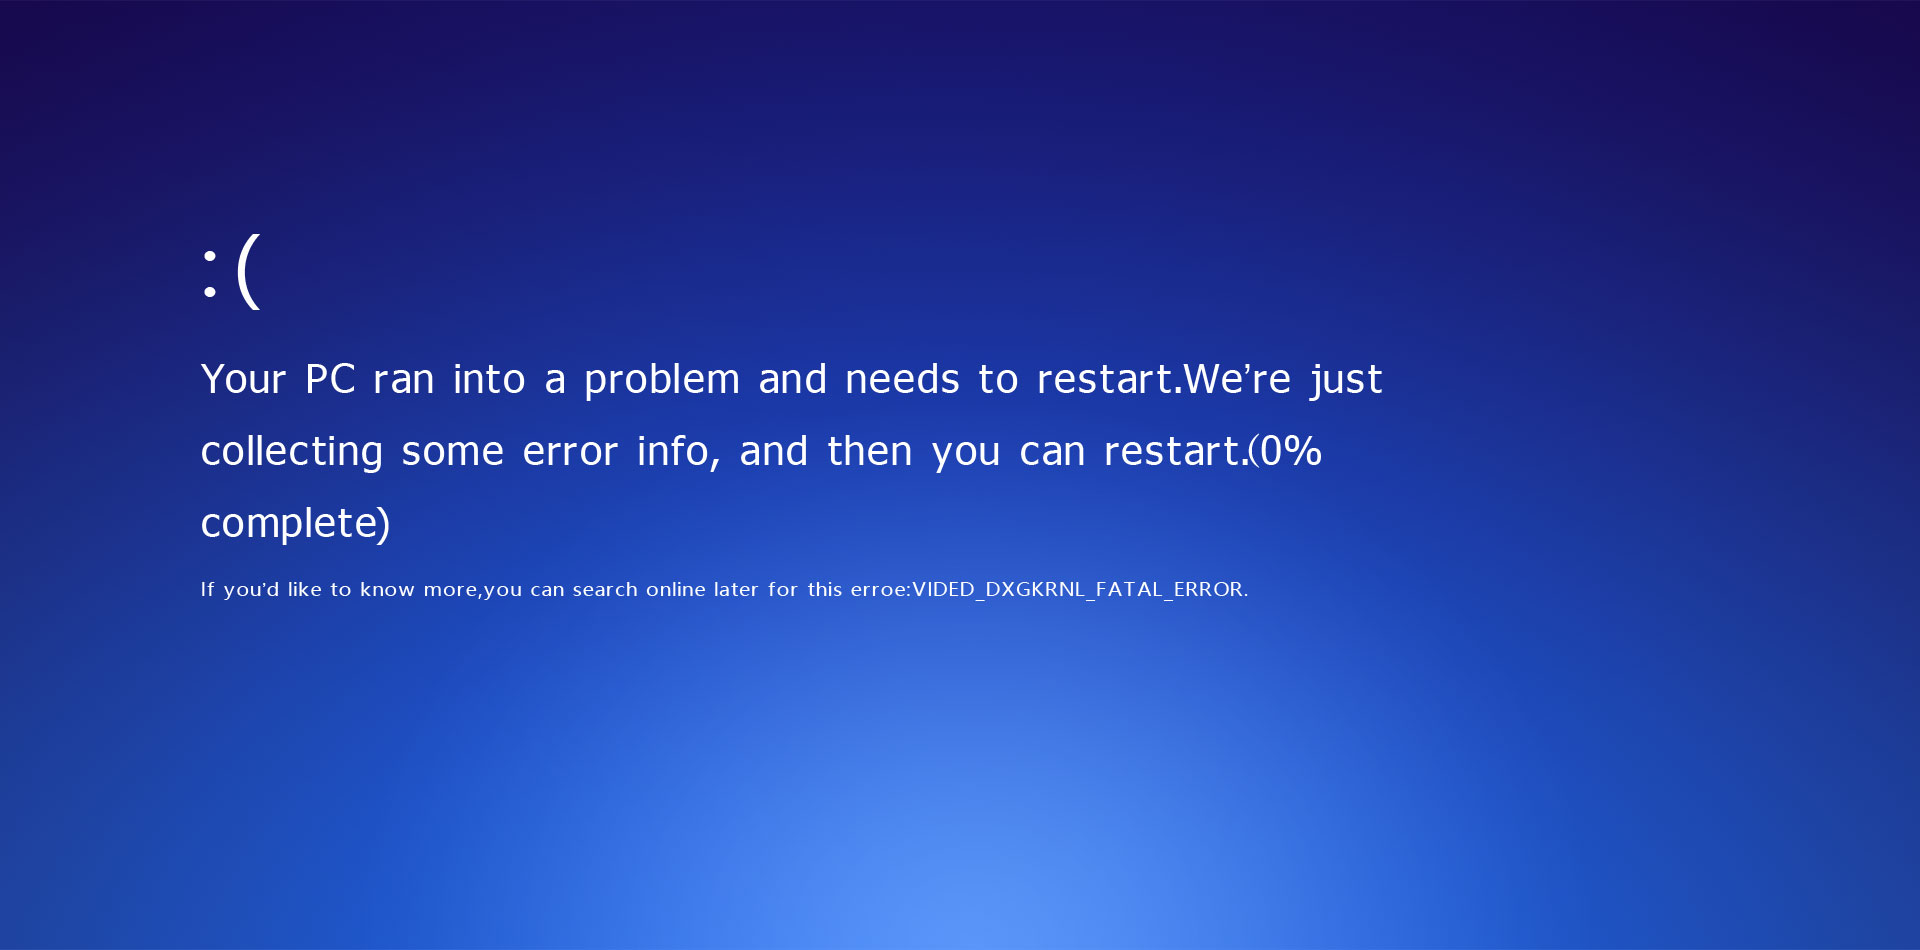 :(
Your PC ran into a problem and needs to restart.We're just
collecting some error info, and then you can restart.(0%
complete)
If you'd like to know more,you can search online later for this erroe:VIDED_DXGKRNL_FATAL_ERROR.